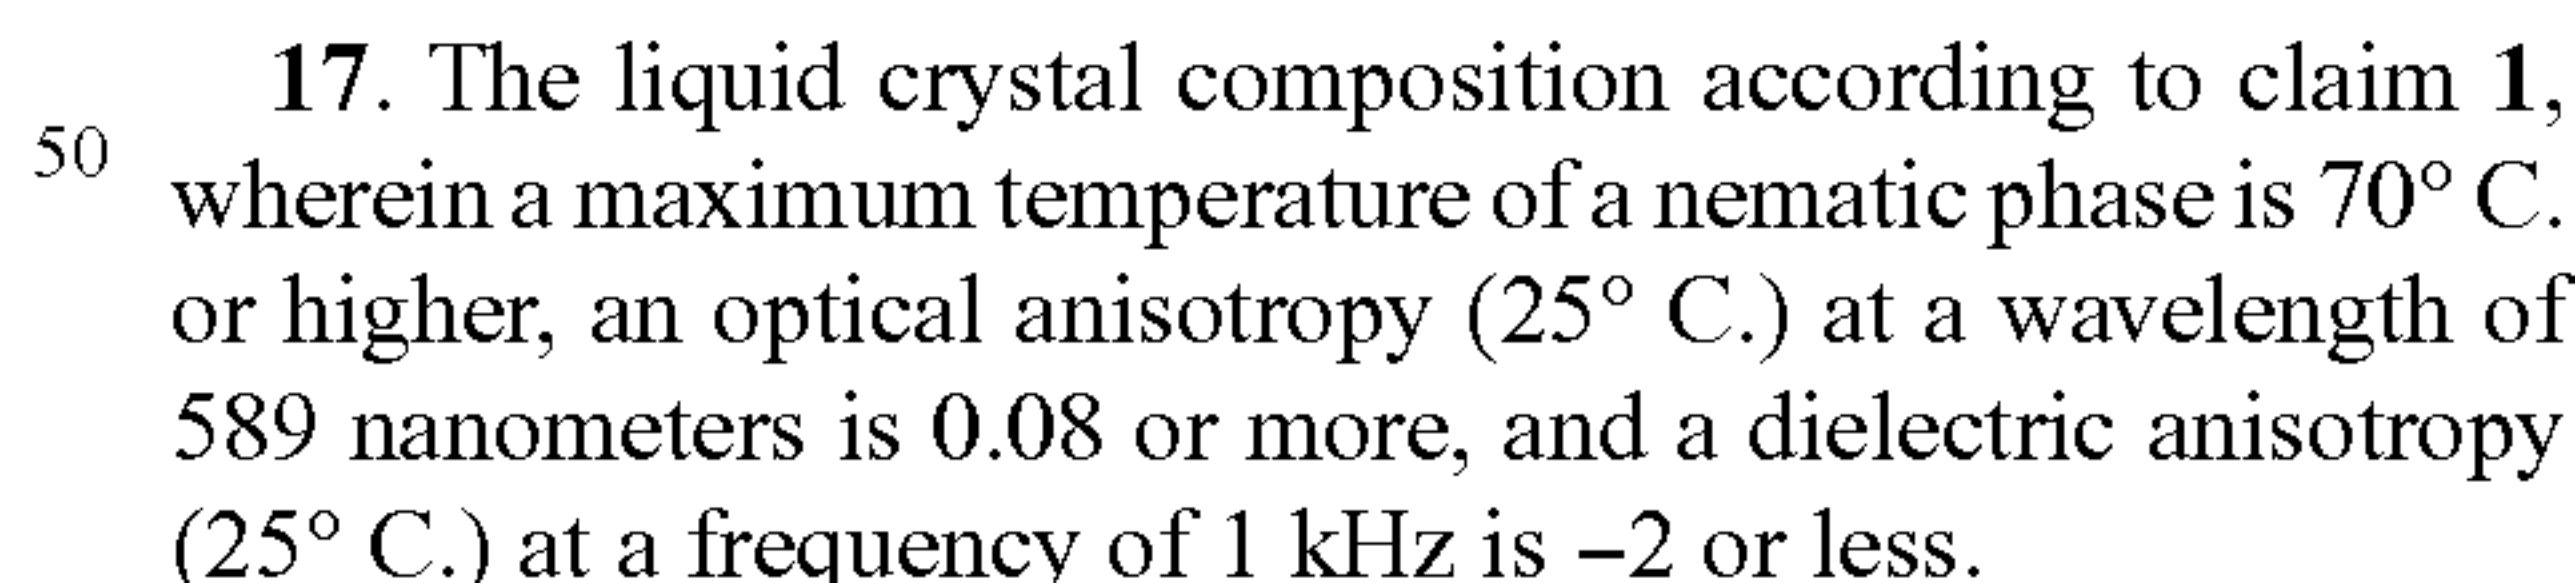 17. The liquid crystal composition according to claim 1,
50
wherein a maximum temperature of a nematic phase is 70° C.
or higher, an optical anisotropy (25° C.) at a wavelength of
589 nanometers is 0.08 or more, and a dielectric anisotropy
(25° C.) at a frequency of 1 kHz is −2 or less.